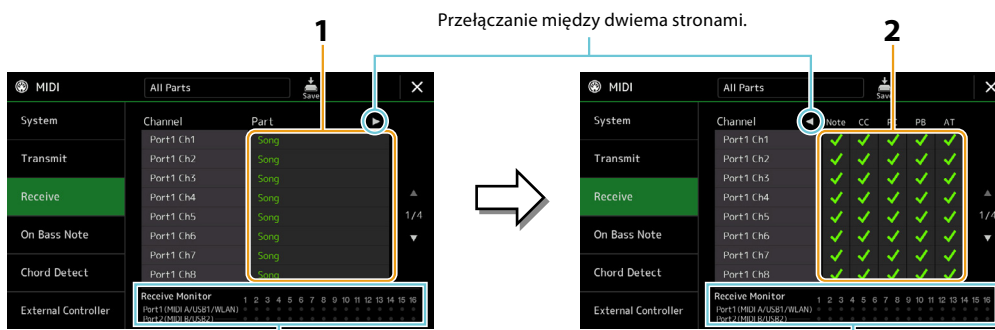 Przełączanie między dwiema stronami.
1
2
MIDI
All Parts
Save
System
Transmit
Receive
On Bass Note
Chord Detect
External Controller
Channel Part
Port1 Ch1 Song
Port1 Ch2 Song
Port1 Ch3 Song
Port1 Ch4 Song
Port1 Ch5 Song
Port1 Ch6 Song
Port1 Ch7 Song
Port1 Ch8 Song
1/4
Receive Monitor 1 2 3 4 5 6 7 8 9 10 11 12 13 14 15 16
Port1(MIDI A/USB1/WLAN)
Port2(MIDI B/USB2)
MIDI
All Parts
Save
System
Transmit
Receive
On Bass Note
Chord Detect
External Controller
Channel Note CC PC PB AT
Port1 Ch1
Port1 Ch2
Port1 Ch3
Port1 Ch4
Port1 Ch5
Port1 Ch6
Port1 Ch7
Port1 Ch8
1/4
Receive Monitor 1 2 3 4 5 6 7 8 9 10 11 12 13 14 15 16
Port1(MIDI A/USB1/WLAN)
Port2(MIDI B/USB2)